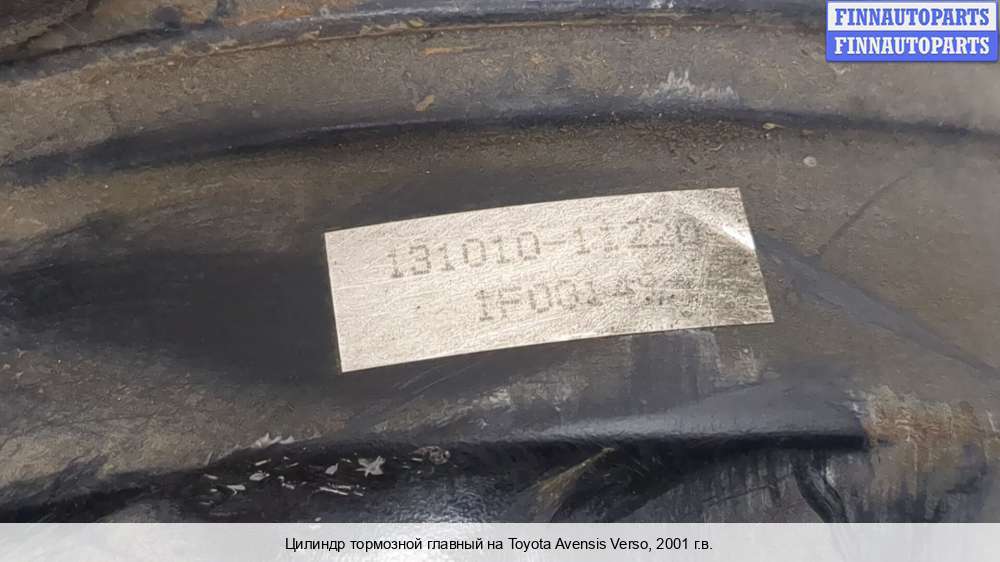 FINNAUTOPARTS
FINNAUTOPARTS
131010-11220
Цилиндр тормозной главный на Toyota Avensis Verso, 2001 г.в.